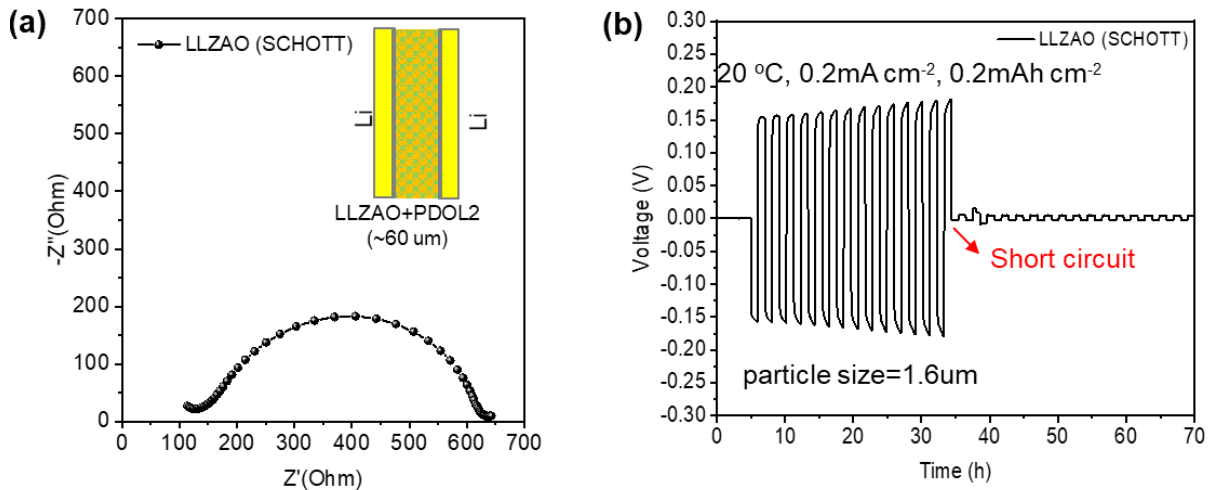 (a)
700
600
500
400
300
200
100
0
-Z"(Ohm)
LLZAO (SCHOTT)
Li
Li
LLZAO+PDOL2
(~60 um)
0 100 200 300 400 500 600 700
Z'(Ohm)
(b)
0.30
0.25
0.20
0.15
0.10
0.05
0.00
-0.05
-0.10
-0.15
-0.20
-0.25
-0.30
Voltage (V)
LLZAO (SCHOTT)
20 ºC, 0.2mA cm-2, 0.2mAh cm-2
Short circuit
particle size=1.6um
0 10 20 30 40 50 60 70
Time (h)